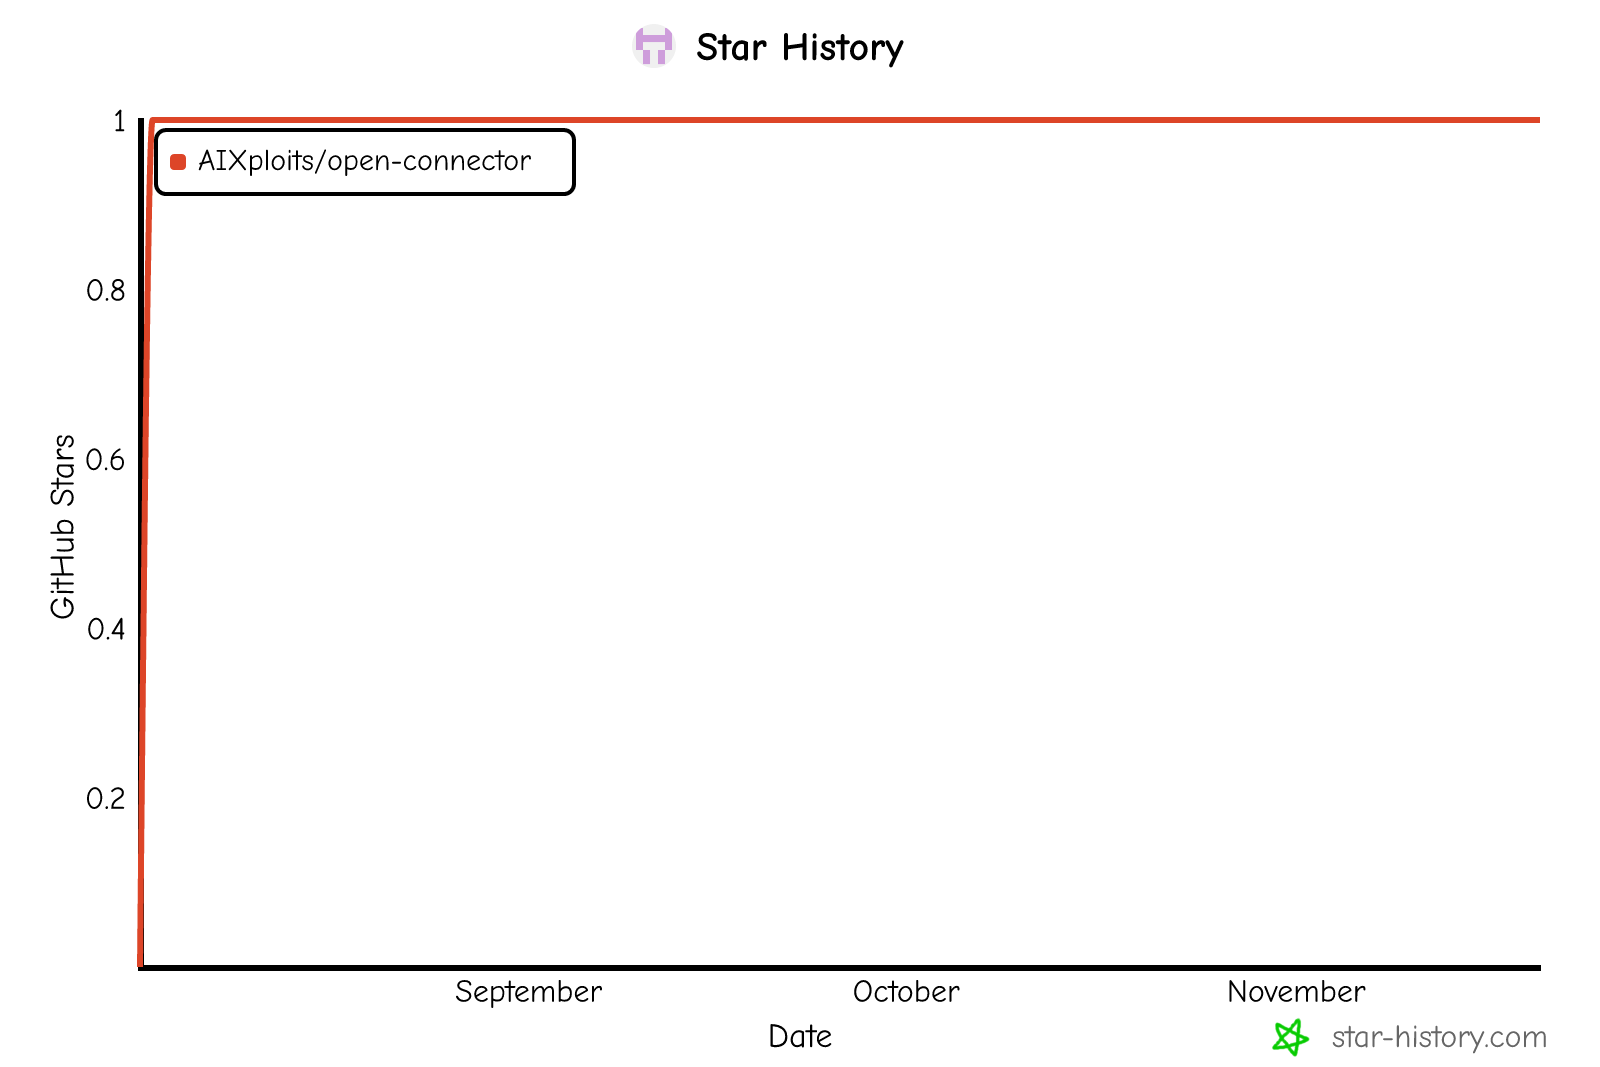 Star History
1
AIXploits/open-connector
0.8
0.6
0.4
0.2
GitHub Stars
September
October
November
Date
star-history.com